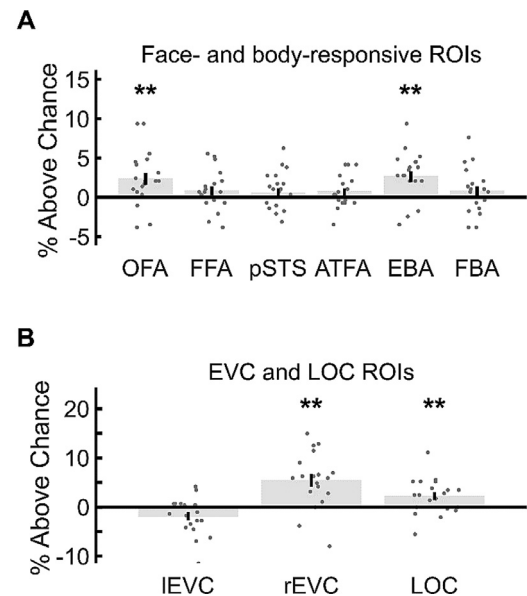 A
Face- and body-responsive ROIs
% Above Chance
15
10
5
0
-5
** **
OFA FFA pSTS ATFA EBA FBA
B
EVC and LOC ROIs
% Above Chance
20
10
0
-10
** **
lEVC rEVC LOC